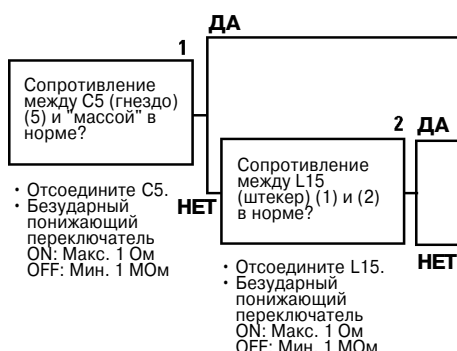 ДА
1
Сопротивление
между C5 (гнездо)
(5) и "массой" в
норме?
• Отсоедините C5.
• Безударный
понижающий
переключатель
ON: Макс. 1 Ом
OFF: Мин. 1 МОм
НЕТ
2
ДА
Сопротивление
между L15
(штекер) (1) и (2)
в норме?
• Отсоедините L15.
• Безударный
понижающий
переключатель
ON: Макс. 1 Ом
OFF: Мин. 1 МОм
НЕТ